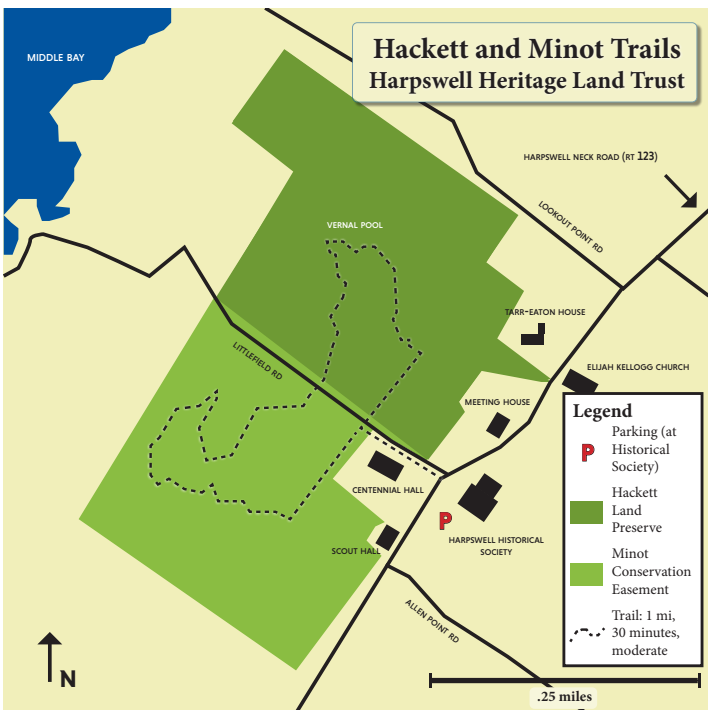 Hackett and Minot Trails
Harpswell Heritage Land Trust
MIDDLE BAY
HARPSWELL NECK ROAD (RT 123)
LOOKOUT POINT RD
VERNAL POOL
TARR-EATON HOUSE
LITTLEFIELD RD
ELIJAH KELLOGG CHURCH
MEETING HOUSE
CENTENNIAL HALL
P
HARPSWELL HISTORICAL
SOCIETY
SCOUT HALL
ALLEN POINT RD
Legend
P
Parking (at
Historical
Society)
Hackett
Land
Preserve
Minot
Conservation
Easement
Trail: 1 mi,
30 minutes,
moderate
N
.25 miles